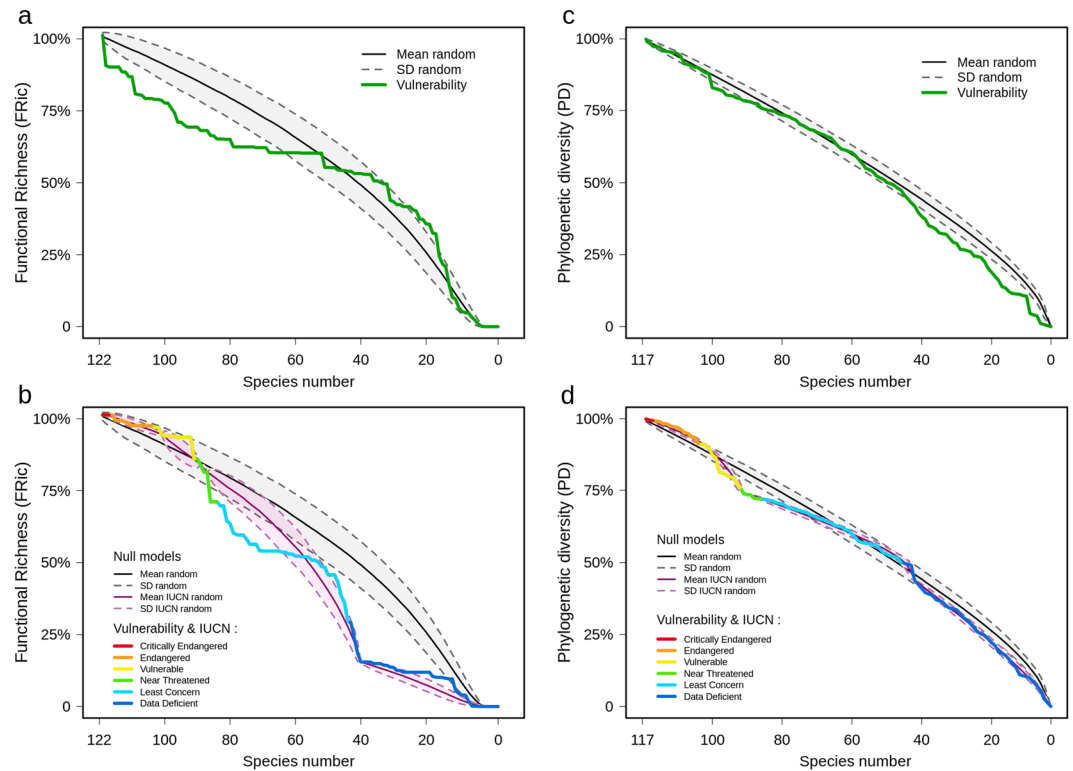 a
100%
75%
50%
25%
0
Functional Richness (FRic)
Mean random
SD random
Vulnerability
122 100 80 60 40 20 0
Species number
c
100%
75%
50%
25%
0
Phylogenetic diversity (PD)
Mean random
SD random
Vulnerability
117 100 80 60 40 20 0
Species number
b
100%
75%
50%
25%
0
Functional Richness (FRic)
Null models
Mean random
SD random
Mean IUCN random
SD IUCN random
Vulnerability & IUCN :
Critically Endangered
Endangered
Vulnerable
Near Threatened
Least Concern
Data Deficient
122 100 80 60 40 20 0
Species number
d
100%
75%
50%
25%
0
Phylogenetic diversity (PD)
Null models
Mean random
SD random
Mean IUCN random
SD IUCN random
Vulnerability & IUCN :
Critically Endangered
Endangered
Vulnerable
Near Threatened
Least Concern
Data Deficient
117 100 80 60 40 20 0
Species number